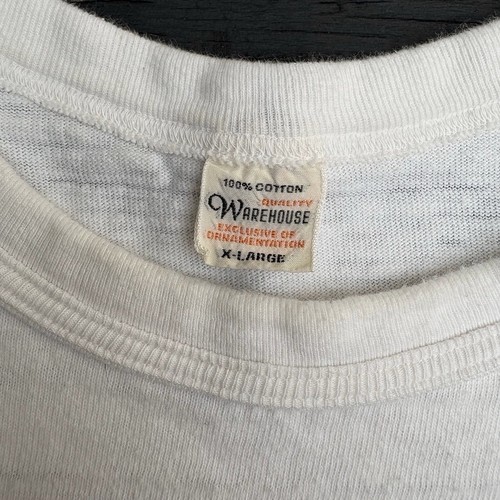 100% COTTON
QUALITY
WAREHOUSE
EXCLUSIVE OF
ORNAMENTATION
X-LARGE